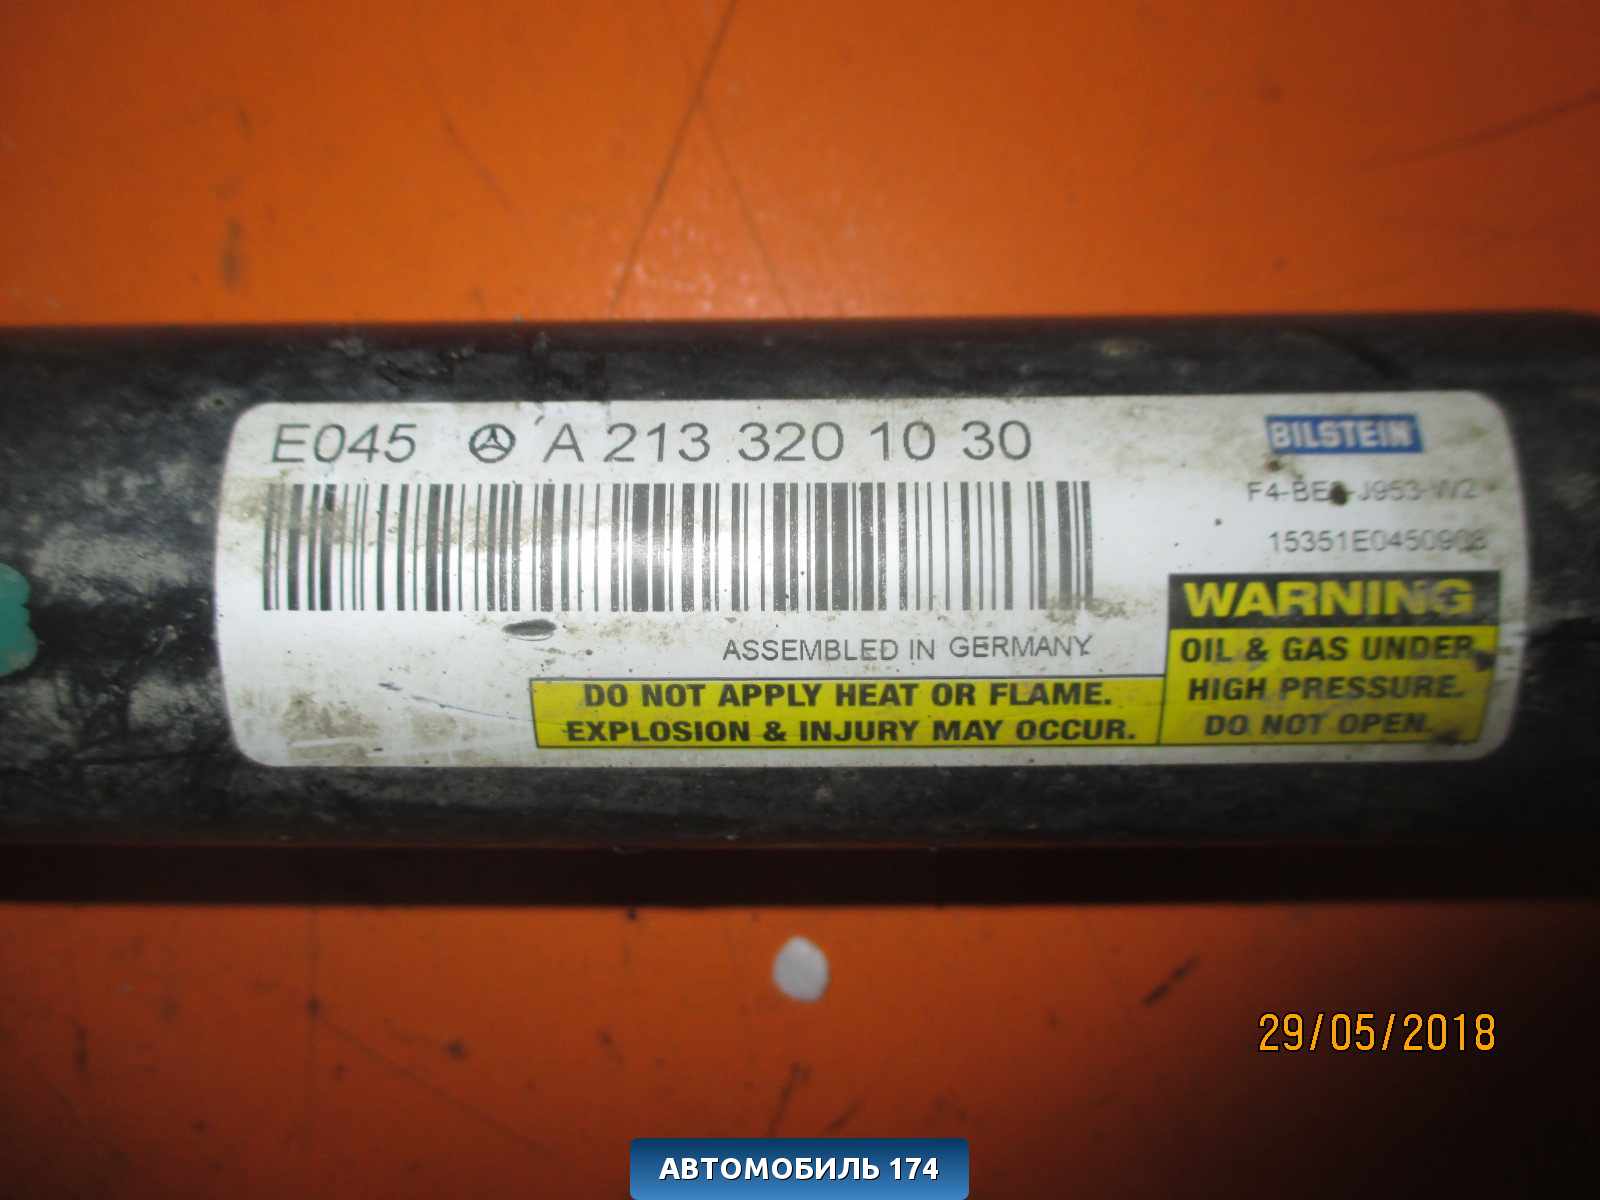 E045 A 213 320 10 30
BILSTEIN
15351E0450908
ASSEMBLED IN GERMANY
WARNING
OIL & GAS UNDER
HIGH PRESSURE.
DO NOT OPEN.
DO NOT APPLY HEAT OR FLAME.
EXPLOSION & INJURY MAY OCCUR.
29/05/2018
АВТОМОБИЛЬ 174